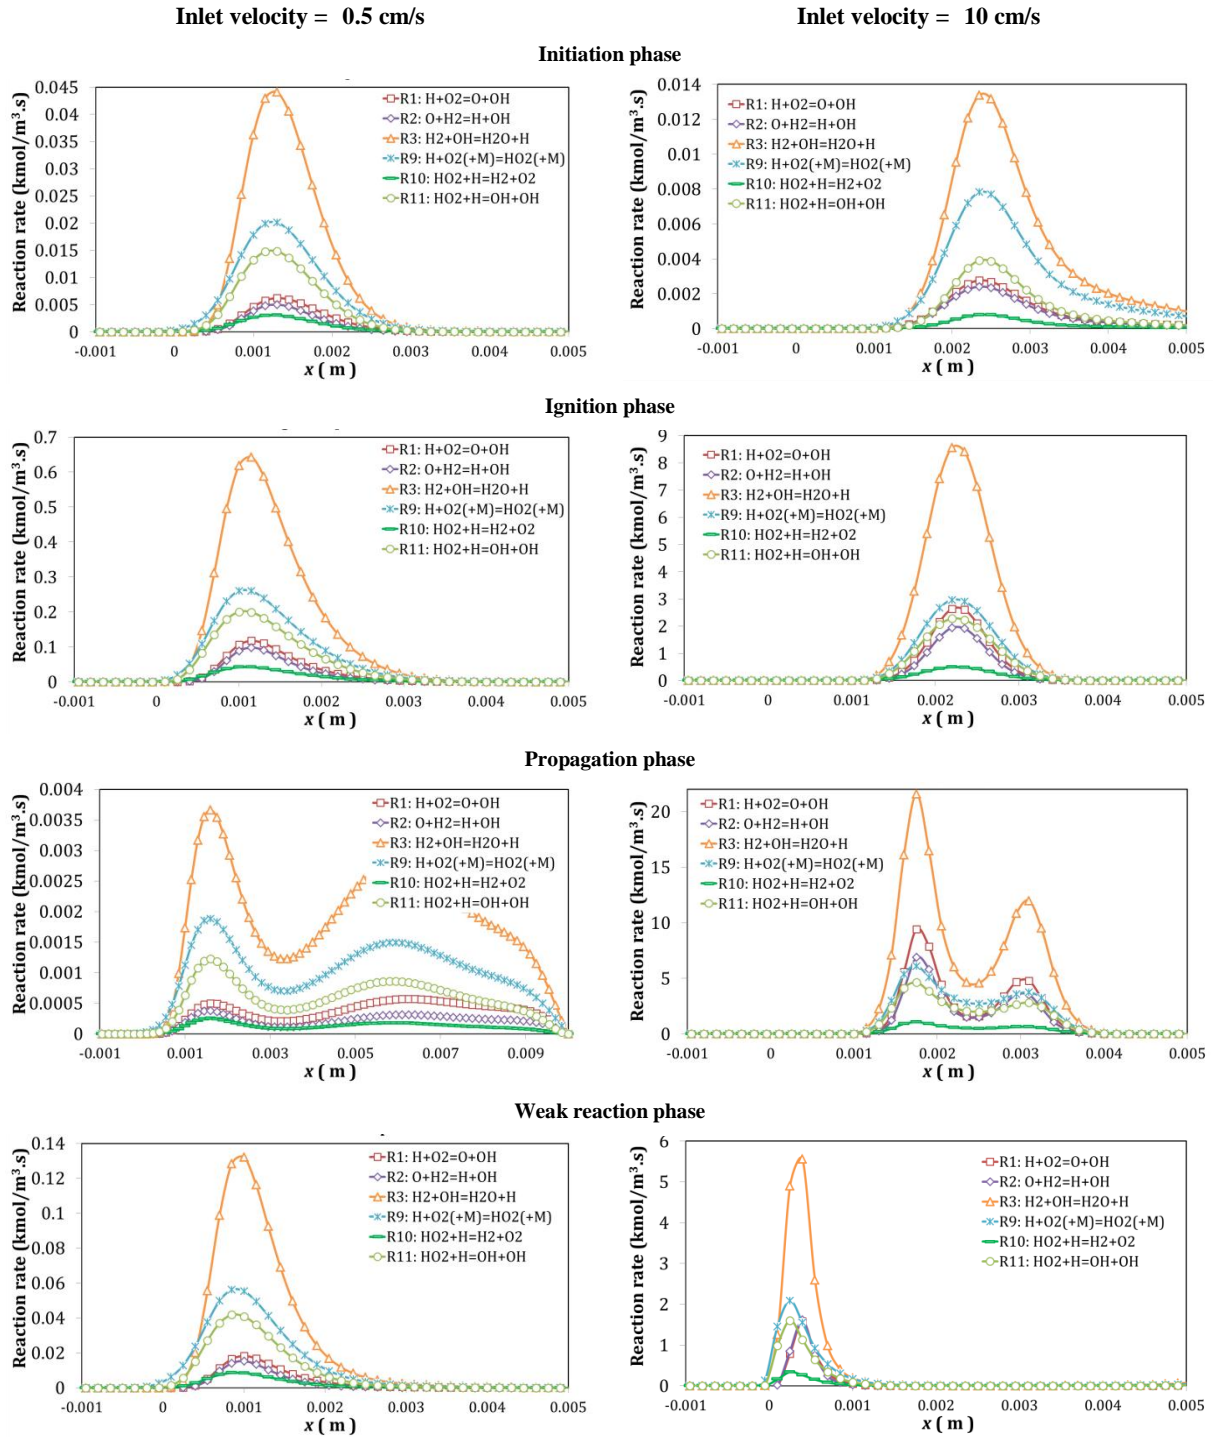 Inlet velocity = 0.5 cm/s
Inlet velocity = 10 cm/s
Initiation phase
Reaction rate (kmol/m³.s)
0.045
0.04
0.035
0.03
0.025
0.02
0.015
0.01
0.005
0
-0.001
0
0.001
0.002
0.003
0.004
0.005
x ( m )
R1: H+O2=O+OH
R2: O+H2=H+OH
R3: H2+OH=H2O+H
R9: H+O2(+M)=HO2(+M)
R10: HO2+H=H2+O2
R11: HO2+H=OH+OH
Reaction rate (kmol/m³.s)
0.014
0.012
0.01
0.008
0.006
0.004
0.002
0
-0.001
0
0.001
0.002
0.003
0.004
0.005
x ( m )
R1: H+O2=O+OH
R2: O+H2=H+OH
R3: H2+OH=H2O+H
R9: H+O2(+M)=HO2(+M)
R10: HO2+H=H2+O2
R11: HO2+H=OH+OH
Ignition phase
Reaction rate (kmol/m³.s)
0.7
0.6
0.5
0.4
0.3
0.2
0.1
0
-0.001
0
0.001
0.002
0.003
0.004
0.005
x ( m )
R1: H+O2=O+OH
R2: O+H2=H+OH
R3: H2+OH=H2O+H
R9: H+O2(+M)=HO2(+M)
R10: HO2+H=H2+O2
R11: HO2+H=OH+OH
Reaction rate (kmol/m³.s)
9
8
7
6
5
4
3
2
1
0
-0.001
0
0.001
0.002
0.003
0.004
0.005
x ( m )
R1: H+O2=O+OH
R2: O+H2=H+OH
R3: H2+OH=H2O+H
R9: H+O2(+M)=HO2(+M)
R10: HO2+H=H2+O2
R11: HO2+H=OH+OH
Propagation phase
Reaction rate (kmol/m³.s)
0.004
0.0035
0.003
0.0025
0.002
0.0015
0.001
0.0005
0
-0.001
0.001
0.003
0.005
0.007
0.009
x ( m )
R1: H+O2=O+OH
R2: O+H2=H+OH
R3: H2+OH=H2O+H
R9: H+O2(+M)=HO2(+M)
R10: HO2+H=H2+O2
R11: HO2+H=OH+OH
Reaction rate (kmol/m³.s)
20
15
10
5
0
-0.001
0
0.001
0.002
0.003
0.004
0.005
x ( m )
R1: H+O2=O+OH
R2: O+H2=H+OH
R3: H2+OH=H2O+H
R9: H+O2(+M)=HO2(+M)
R10: HO2+H=H2+O2
R11: HO2+H=OH+OH
Weak reaction phase
Reaction rate (kmol/m³.s)
0.14
0.12
0.1
0.08
0.06
0.04
0.02
0
-0.001
0
0.001
0.002
0.003
0.004
0.005
x ( m )
R1: H+O2=O+OH
R2: O+H2=H+OH
R3: H2+OH=H2O+H
R9: H+O2(+M)=HO2(+M)
R10: HO2+H=H2+O2
R11: HO2+H=OH+OH
Reaction rate (kmol/m³.s)
6
5
4
3
2
1
0
-0.001
0
0.001
0.002
0.003
0.004
0.005
x ( m )
R1: H+O2=O+OH
R2: O+H2=H+OH
R3: H2+OH=H2O+H
R9: H+O2(+M)=HO2(+M)
R10: HO2+H=H2+O2
R11: HO2+H=OH+OH